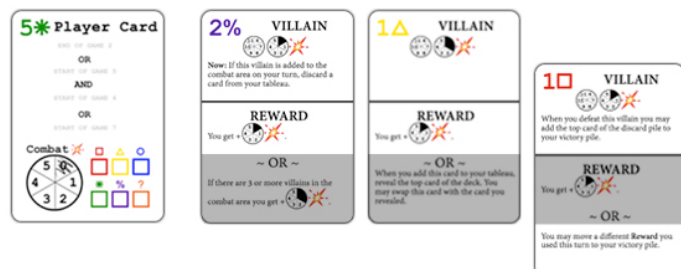 5✳ Player Card
END OF GAME 2
OR
START OF GAME 3
AND
START OF GAME 4
OR
START OF GAME 7
Combat
5 0
4 1
3 2
✳ % ?
2%
VILLAIN
Now: If this villain is added to the
combat area on your turn, discard a
card from your tableau.
REWARD
You get +
~ OR ~
If there are 3 or more villains in the
combat area you get +
1△
VILLAIN
REWARD
You get +
~ OR ~
When you add this card to your tableau,
reveal the top card of the deck. You
may swap this card with the card you
revealed.
1□
VILLAIN
When you defeat this villain you may
add the top card of the discard pile to
your victory pile.
REWARD
You get +
~ OR ~
You may move a different Reward you
used this turn to your victory pile.